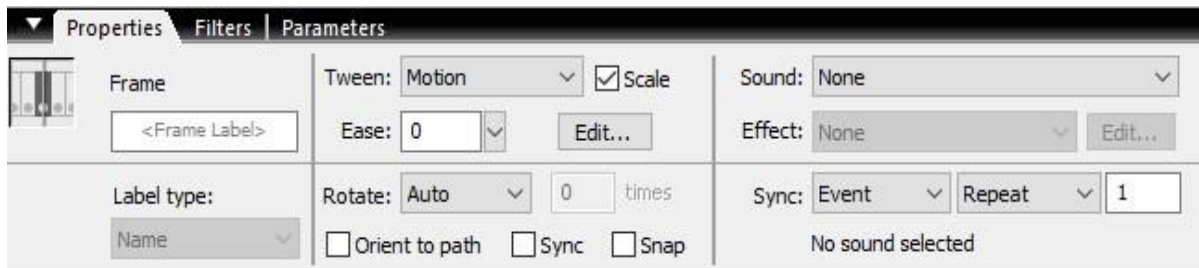 Properties Filters Parameters
Frame Tween: Motion Scale Sound: None
<Frame Label> Ease: 0 Edit... Effect: None Edit...
Label type: Rotate: Auto 0 times Sync: Event Repeat 1
Name Orient to path Sync Snap No sound selected